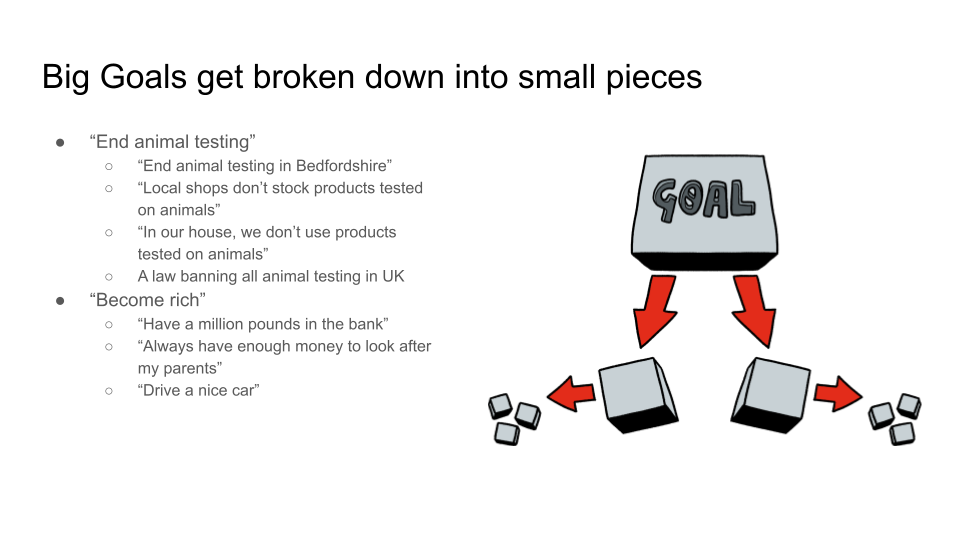 Big Goals get broken down into small pieces
● “End animal testing”
○ “End animal testing in Bedfordshire”
○ “Local shops don’t stock products tested
on animals”
○ “In our house, we don’t use products
tested on animals”
○ A law banning all animal testing in UK
● “Become rich”
○ “Have a million pounds in the bank”
○ “Always have enough money to look after
my parents”
○ “Drive a nice car”
GOAL